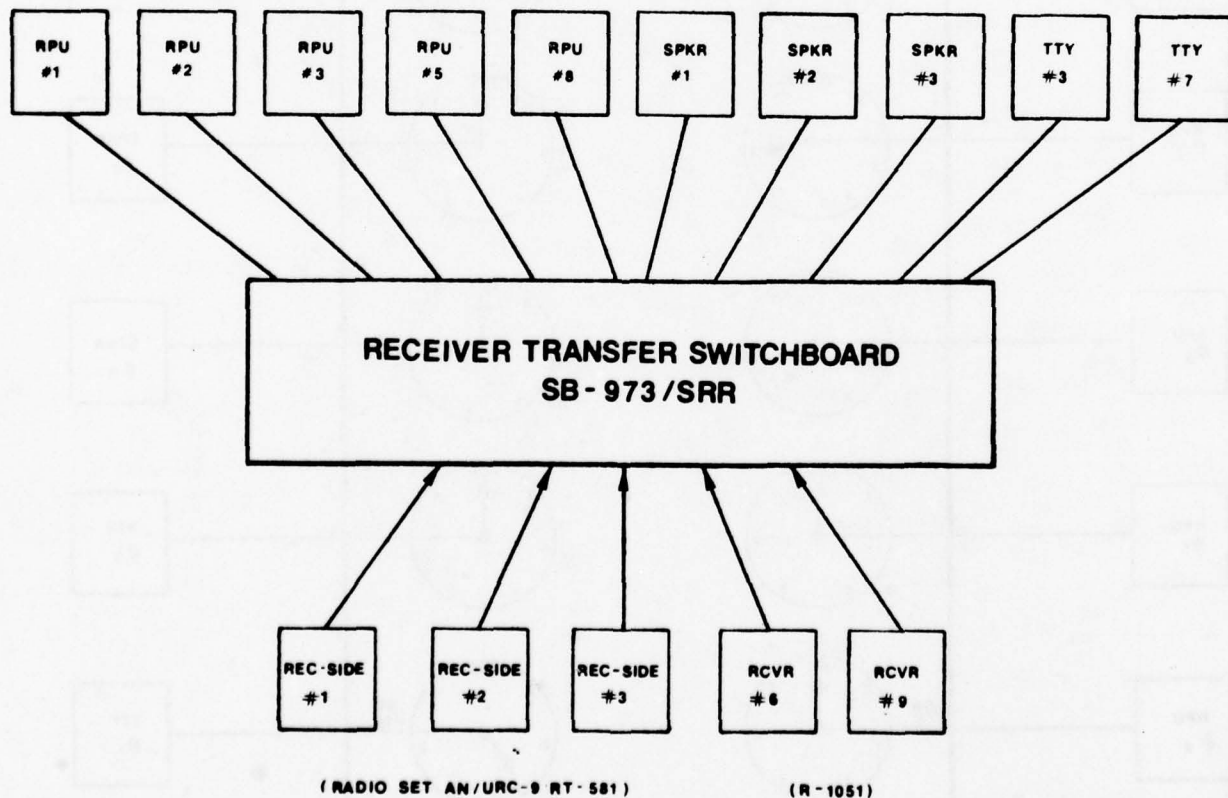 RPU
#1
RPU
#2
RPU
#3
RPU
#5
RPU
#8
SPKR
#1
SPKR
#2
SPKR
#3
TTY
#3
TTY
#7
RECEIVER TRANSFER SWITCHBOARD
SB-973/SRR
REC-SIDE
#1
REC-SIDE
#2
REC-SIDE
#3
RCVR
#6
RCVR
#9
(RADIO SET AN/URC-9 RT-581)
(R-1051)